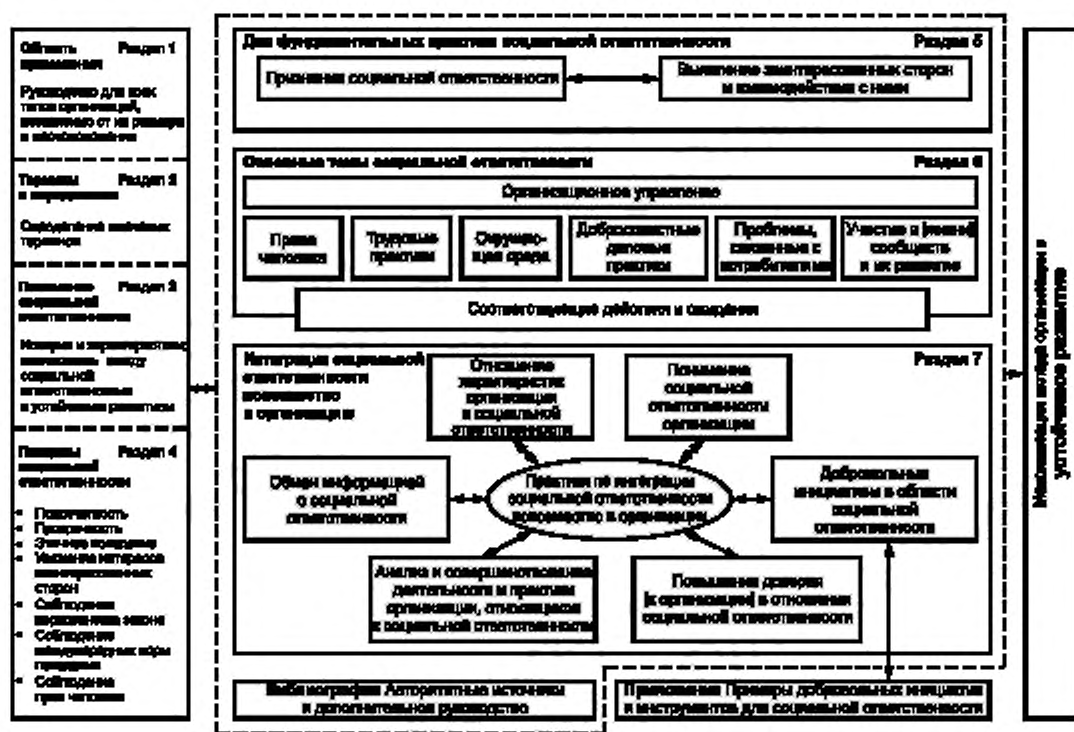 Область Раздел 1
применения
Руководство для всех
типов организаций,
независимо от их размера
и местоположения
Термины Раздел 2
и определения
Определения ключевых
терминов
Понимание Раздел 3
социальной
ответственности
История и характеристики;
взаимосвязь между
социальной
ответственностью
и устойчивым развитием
Принципы Раздел 4
социальной
ответственности
• Подотчетность
• Прозрачность
• Этичное поведение
• Уважение интересов
заинтересованных
сторон
• Соблюдение
верховенства закона
• Соблюдение
международных норм
поведения
• Соблюдение
прав человека
Две фундаментальных практики социальной ответственности Раздел 5
Признание социальной ответственности
Выявление заинтересованных сторон
и взаимодействие с ними
Основные темы социальной ответственности Раздел 6
Организационное управление
Права
человека
Трудовые
практики
Окружаю-
щая среда
Добросовестные
деловые
практики
Проблемы,
связанные с
потребителями
Участие в [жизни]
сообществ
и их развитие
Соответствующие действия и ожидания
Интеграция социальной Раздел 7
ответственности
повсеместно
в организации
Отношение
характеристик
организации
к социальной
ответственности
Понимание
социальной
ответственности
организации
Обмен информацией
о социальной
ответственности
Практики по интеграции
социальной ответственности
повсеместно в организации
Добровольные
инициативы в области
социальной
ответственности
Анализ и совершенствование
деятельности и практик
организации, относящихся
к социальной ответственности
Повышение доверия
[к организации] в отношении
социальной ответственности
Библиография Авторитетные источники
и дополнительное руководство
Приложение Примеры добровольных инициатив
и инструментов для социальной ответственности
Максимизация вклада организации в
устойчивое развитие